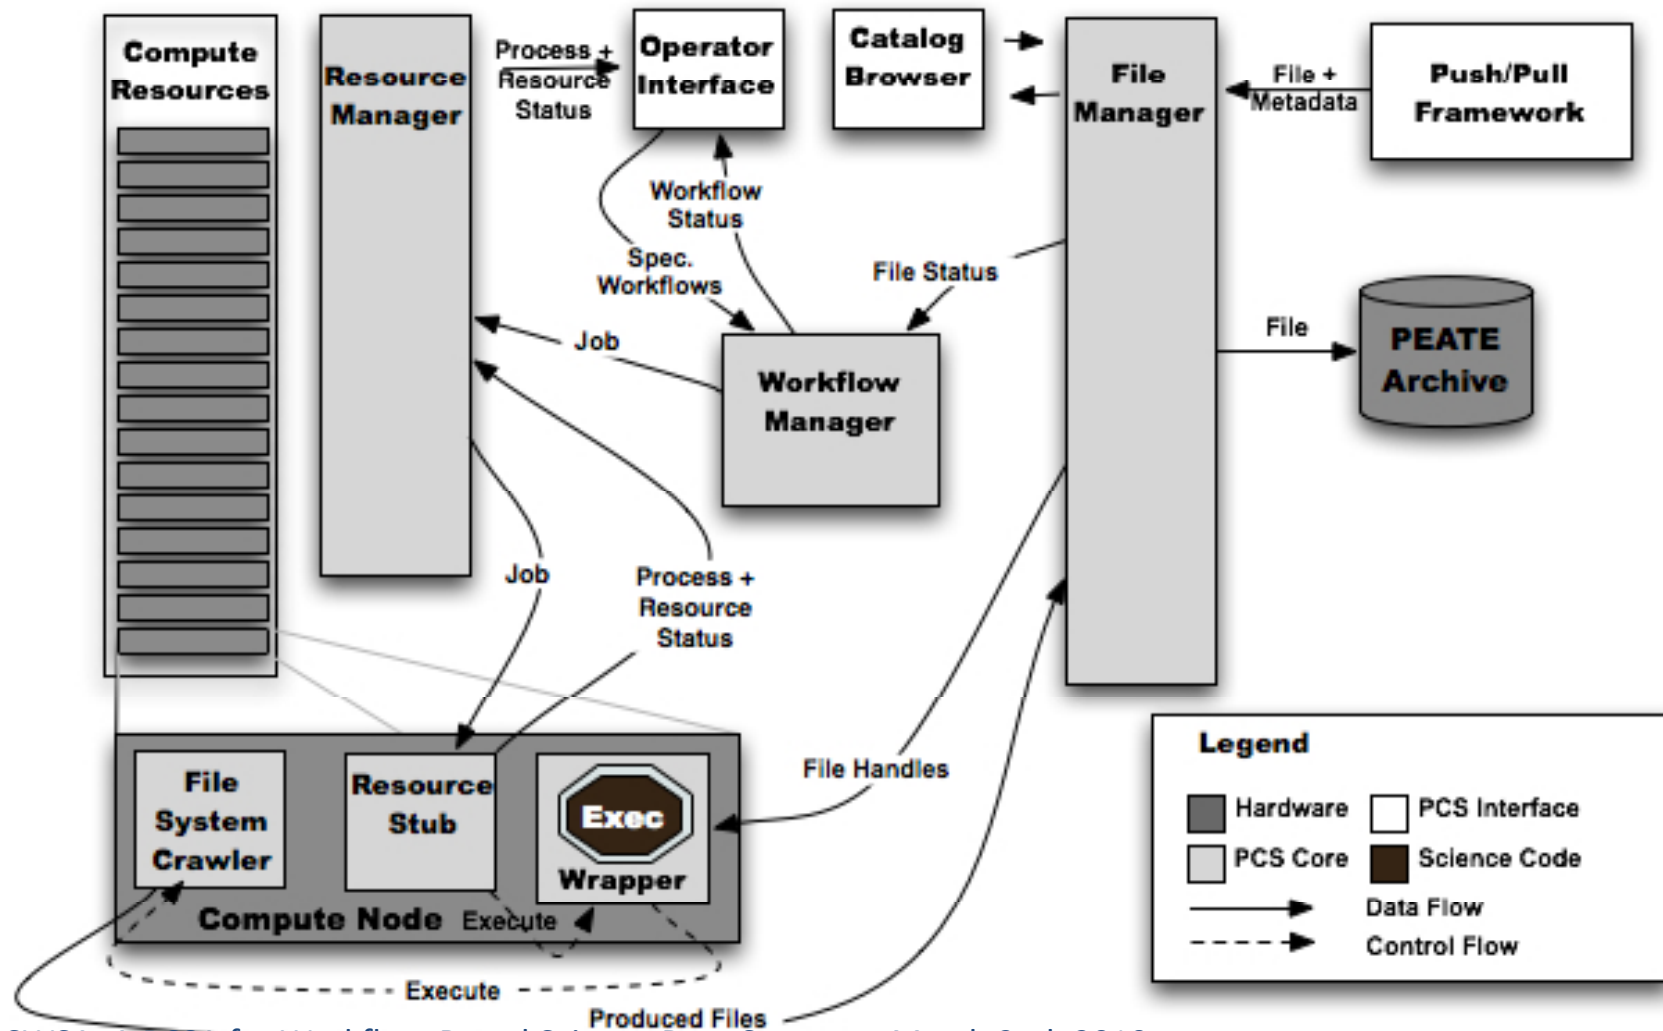 Compute
Resources
Resource
Manager
Process +
Resource
Status
Operator
Interface
Catalog
Browser
File
Manager
File +
Metadata
Push/Pull
Framework
Workflow
Status
Spec.
Workflows
File Status
Job
Workflow
Manager
File
PEATE
Archive
Job
Process +
Resource
Status
File Handles
File
System
Crawler
Resource
Stub
Exec
Wrapper
Compute Node
Execute
Execute
Produced Files
Legend
Hardware
PCS Interface
PCS Core
Science Code
Data Flow
Control Flow